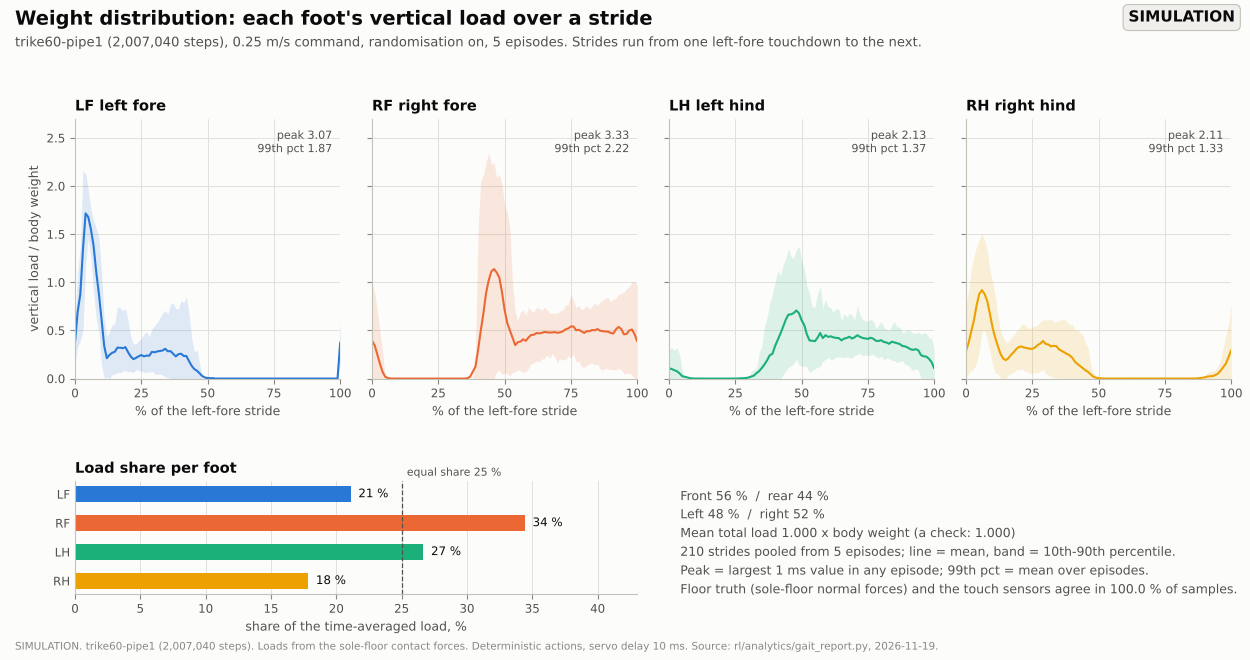 Weight distribution: each foot's vertical load over a stride
SIMULATION
trike60-pipe1 (2,007,040 steps), 0.25 m/s command, randomisation on, 5 episodes. Strides run from one left-fore touchdown to the next.
LF left fore
RF right fore
LH left hind
RH right hind
vertical load / body weight
2.5
2.0
1.5
1.0
0.5
0.0
peak 3.07
99th pct 1.87
peak 3.33
99th pct 2.22
peak 2.13
99th pct 1.37
peak 2.11
99th pct 1.33
0 25 50 75 100
0 25 50 75 100
0 25 50 75 100
0 25 50 75 100
% of the left-fore stride
% of the left-fore stride
% of the left-fore stride
% of the left-fore stride
Load share per foot
equal share 25 %
LF 21 %
RF 34 %
LH 27 %
RH 18 %
0 5 10 15 20 25 30 35 40
share of the time-averaged load, %
Front 56 % / rear 44 %
Left 48 % / right 52 %
Mean total load 1.000 x body weight (a check: 1.000)
210 strides pooled from 5 episodes; line = mean, band = 10th-90th percentile.
Peak = largest 1 ms value in any episode; 99th pct = mean over episodes.
Floor truth (sole-floor normal forces) and the touch sensors agree in 100.0 % of samples.
SIMULATION. trike60-pipe1 (2,007,040 steps). Loads from the sole-floor contact forces. Deterministic actions, servo delay 10 ms. Source: rl/analytics/gait_report.py, 2026-11-19.